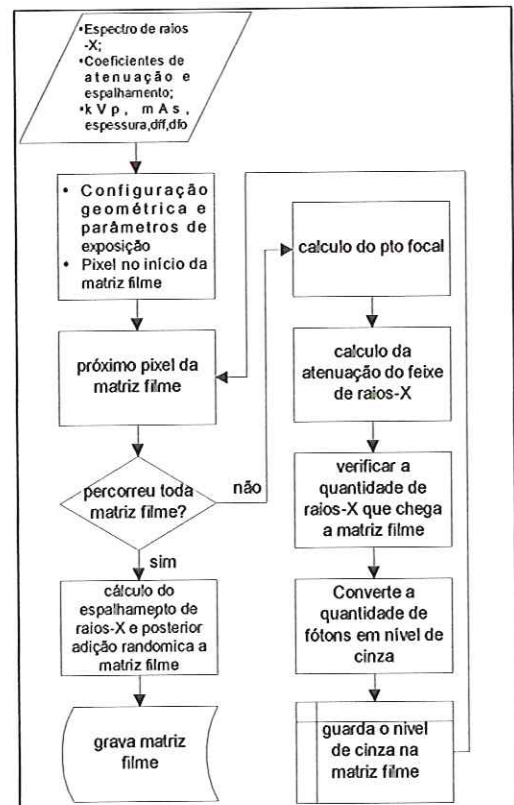 •Espectro de raios
-X;
•Coeficientes de
atenuação e
espalhamento;
•kVp, mAs,
espessura,dff,dfo
• Configuração
geométrica e
parâmetros de
exposição
• Pixel no início da
matriz filme
próximo pixel da
matriz filme
percorreu toda
matriz filme?
não
sim
cálculo do
espalhamento de
raios-X e posterior
adição randomica a
matriz filme
grava matriz
filme
calculo do pto focal
calculo da
atenuação do feixe
de raios-X
verificar a
quantidade de
raios-X que chega
a matriz filme
Converte a
quantidade de
fótons em nível de
cinza
guarda o nivel
de cinza na
matriz filme